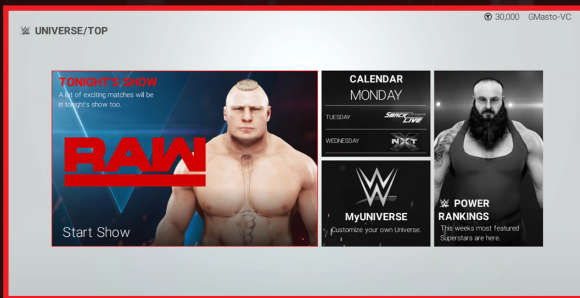 30,000 GMasto-VC
UNIVERSE/TOP
TONIGHT'S SHOW
A lot of exciting matches will be
in tonight's show too.
RAW
Start Show
CALENDAR
MONDAY
TUESDAY SMACKDOWN LIVE
WEDNESDAY NXT
MyUNIVERSE
Customize your own Universe.
POWER
RANKINGS
This weeks most featured
Superstars are here.